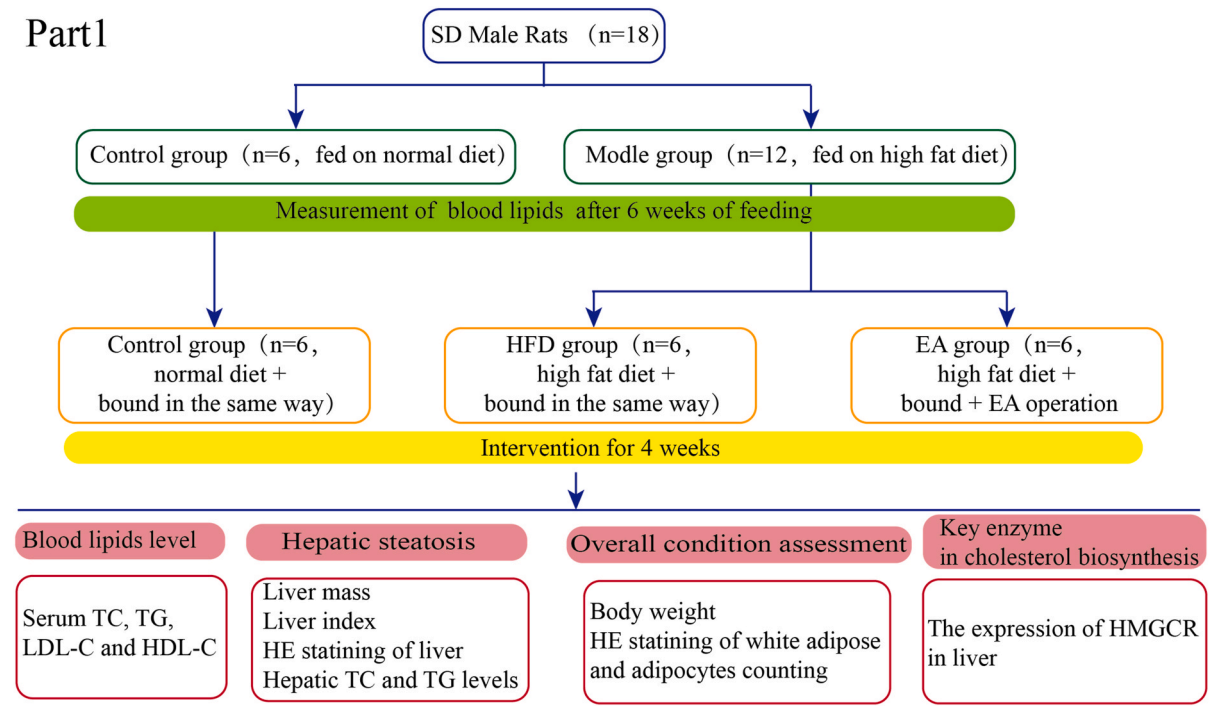 Part1
SD Male Rats（n=18）
Control group（n=6，fed on normal diet）
Modle group（n=12，fed on high fat diet）
Measurement of blood lipids after 6 weeks of feeding
Control group（n=6，
normal diet +
bound in the same way）
HFD group（n=6，
high fat diet +
bound in the same way）
EA group（n=6，
high fat diet +
bound + EA operation
Intervention for 4 weeks
Blood lipids level
Serum TC, TG,
LDL-C and HDL-C
Hepatic steatosis
Liver mass
Liver index
HE statining of liver
Hepatic TC and TG levels
Overall condition assessment
Body weight
HE statining of white adipose
and adipocytes counting
Key enzyme
in cholesterol biosynthesis
The expression of HMGCR
in liver